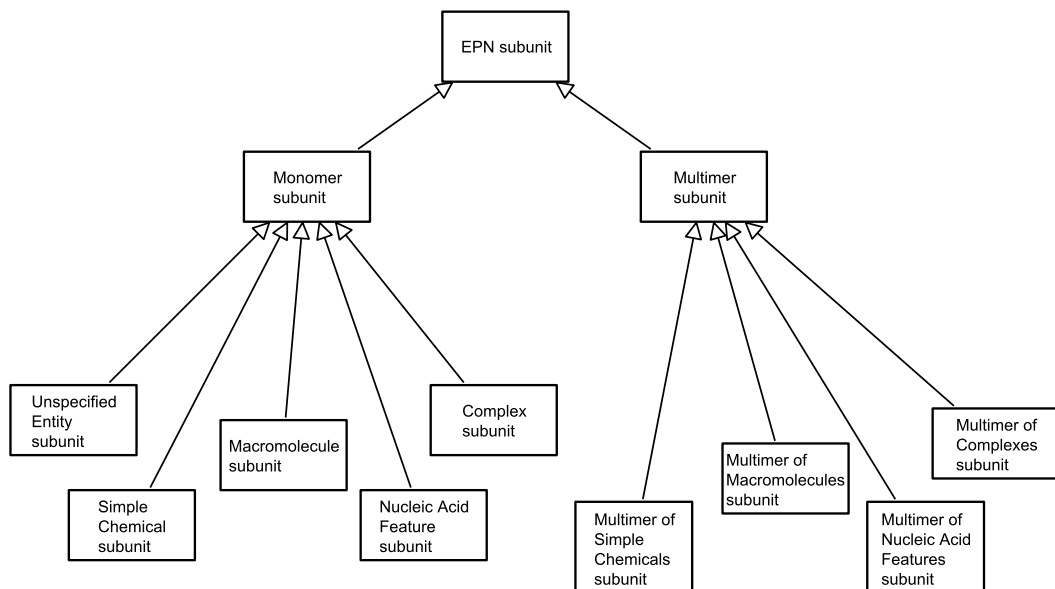 EPN subunit
Monomer
subunit
Multimer
subunit
Unspecified
Entity
subunit
Simple
Chemical
subunit
Macromolecule
subunit
Nucleic Acid
Feature
subunit
Complex
subunit
Multimer of
Simple
Chemicals
subunit
Multimer of
Macromolecules
subunit
Multimer of
Nucleic Acid
Features
subunit
Multimer of
Complexes
subunit